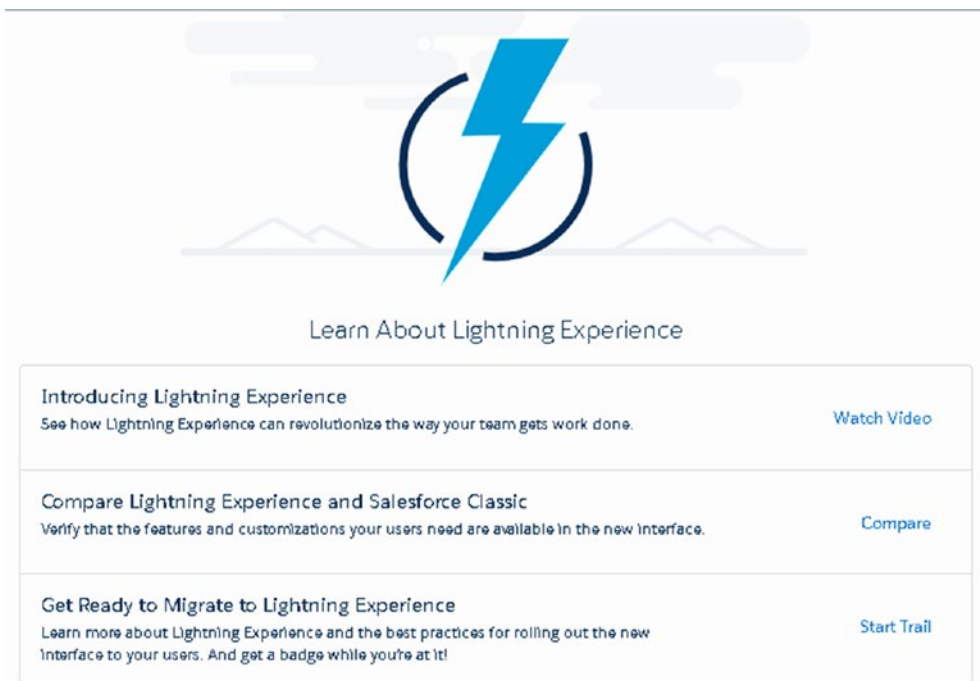 Learn About Lightning Experience
Introducing Lightning Experience
See how Lightning Experience can revolutionize the way your team gets work done.
Watch Video
Compare Lightning Experience and Salesforce Classic
Verify that the features and customizations your users need are available in the new interface.
Compare
Get Ready to Migrate to Lightning Experience
Learn more about Lightning Experience and the best practices for rolling out the new
interface to your users. And get a badge while you're at it!
Start Trail